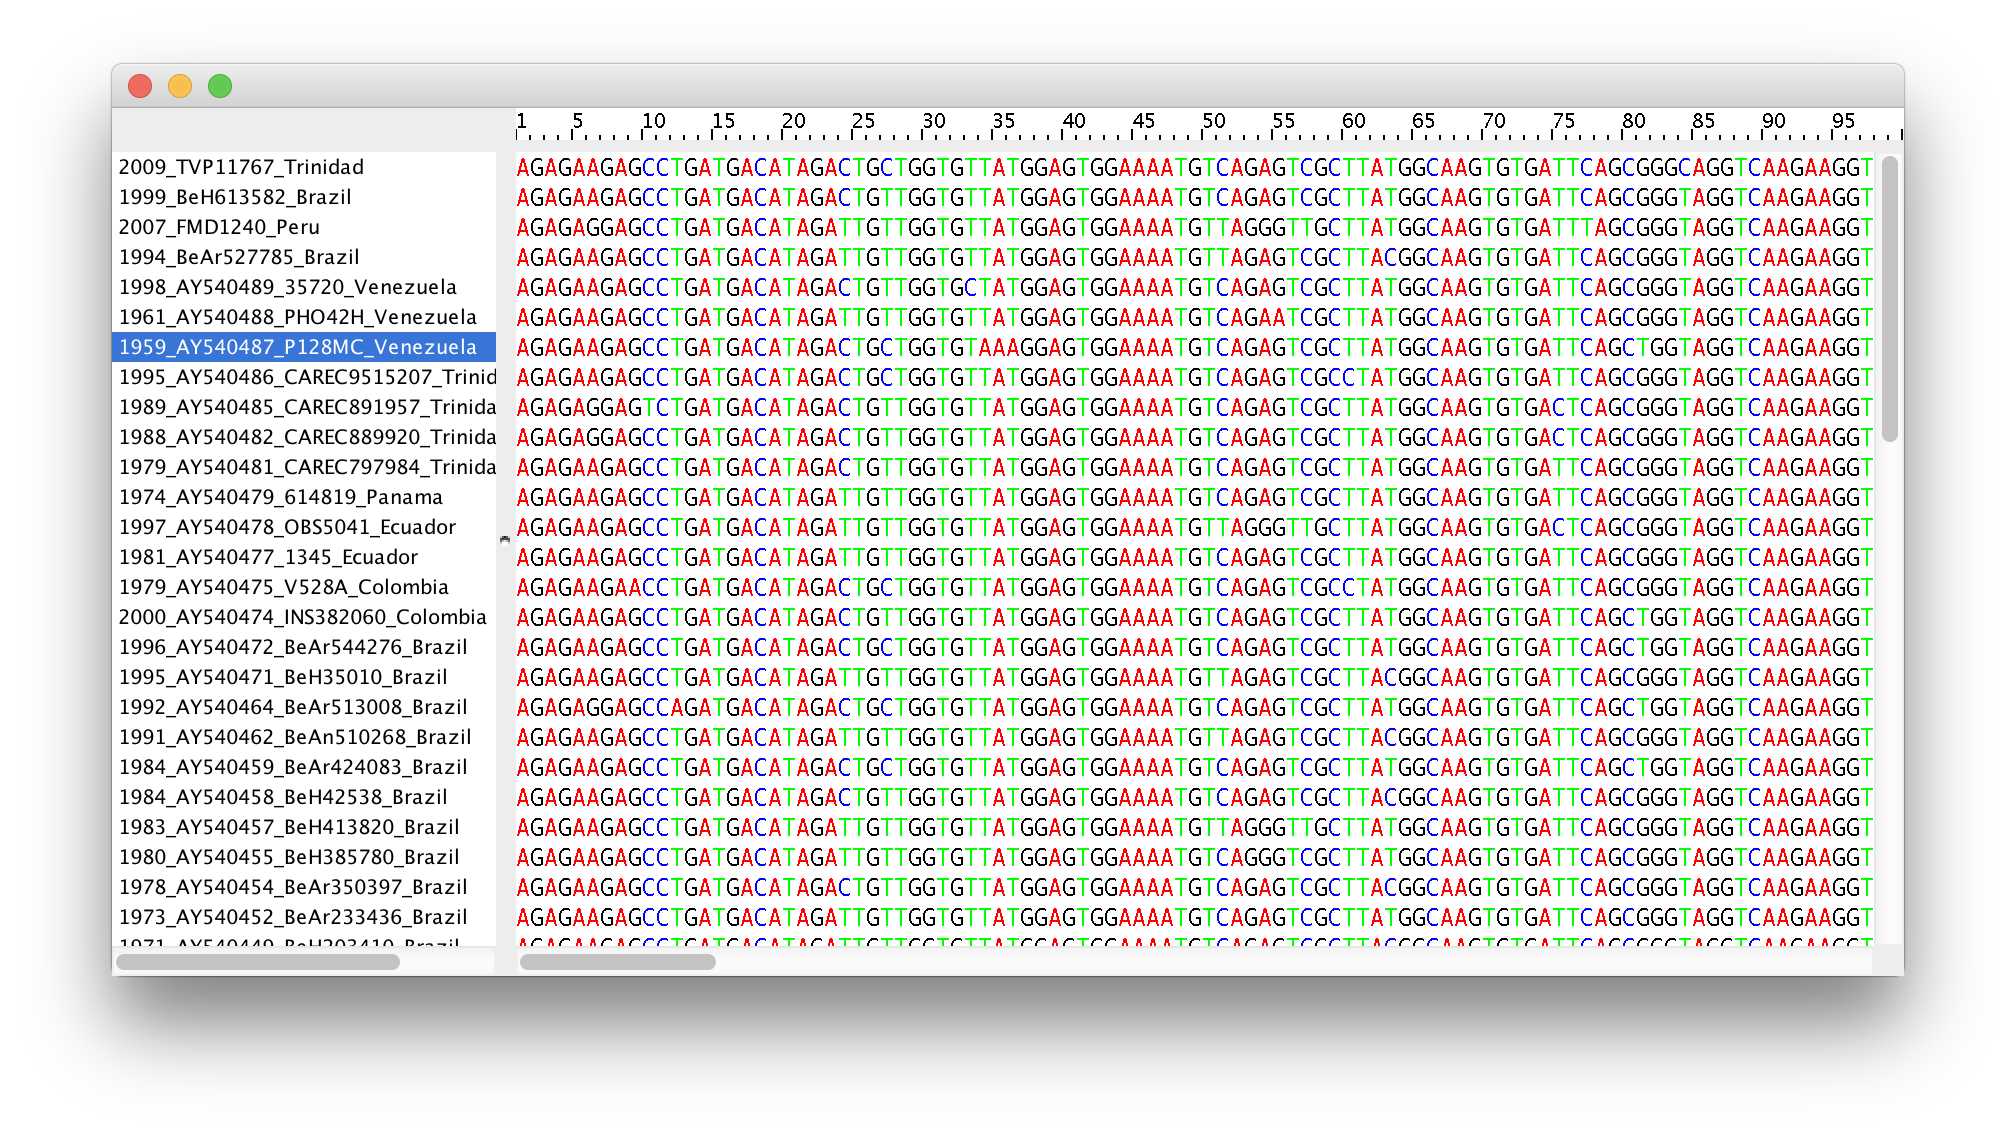 1 5 10 15 20 25 30 35 40 45 50 55 60 65 70 75 80 85 90 95
2009_TVP11767_Trinidad AGAGAAGAGCCTGATGACATAGACTGCTGGTGTTATGGAGTGGAAAATGTCAGAGTCGCTTATGGCAAGTGTGATTCAGCGGGCAGGTCAAGAAGGT
1999_BeH613582_Brazil AGAGAAGAGCCTGATGACATAGACTGTTGGTGTTATGGAGTGGAAAATGTCAGAGTCGCTTATGGCAAGTGTGATTCAGCGGGTAGGTCAAGAAGGT
2007_FMD1240_Peru AGAGAGGAGCCTGATGACATAGATTGTTGGTGTTATGGAGTGGAAAATGTTAGGGTTGCTTATGGCAAGTGTGATTTAGCGGGTAGGTCAAGAAGGT
1994_BeAr527785_Brazil AGAGAAGAGCCTGATGACATAGATTGTTGGTGTTATGGAGTGGAAAATGTTAGAGTCGCTTACGGCAAGTGTGATTCAGCGGGTAGGTCAAGAAGGT
1998_AY540489_35720_Venezuela AGAGAAGAGCCTGATGACATAGACTGTTGGTGCTATGGAGTGGAAAATGTCAGAGTCGCTTATGGCAAGTGTGATTCAGCGGGTAGGTCAAGAAGGT
1961_AY540488_PHO42H_Venezuela AGAGAAGAGCCTGATGACATAGATTGTTGGTGTTATGGAGTGGAAAATGTCAGAATCGCTTATGGCAAGTGTGATTCAGCGGGTAGGTCAAGAAGGT
1959_AY540487_P128MC_Venezuela AGAGAAGAGCCTGATGACATAGACTGCTGGTGTAAAGGAGTGGAAAATGTCAGAGTCGCTTATGGCAAGTGTGATTCAGCTGGTAGGTCAAGAAGGT
1995_AY540486_CAREC9515207_Trinid AGAGAAGAGCCTGATGACATAGACTGCTGGTGTTATGGAGTGGAAAATGTCAGAGTCGCCTATGGCAAGTGTGATTCAGCGGGTAGGTCAAGAAGGT
1989_AY540485_CAREC891957_Trinida AGAGAGGAGTCTGATGACATAGACTGTTGGTGTTATGGAGTGGAAAATGTCAGAGTCGCTTATGGCAAGTGTGACTCAGCGGGTAGGTCAAGAAGGT
1988_AY540482_CAREC889920_Trinida AGAGAGGAGCCTGATGACATAGACTGTTGGTGTTATGGAGTGGAAAATGTCAGAGTCGCTTATGGCAAGTGTGACTCAGCGGGTAGGTCAAGAAGGT
1979_AY540481_CAREC797984_Trinida AGAGAAGAGCCTGATGACATAGACTGTTGGTGTTATGGAGTGGAAAATGTCAGAGTCGCTTATGGCAAGTGTGATTCAGCGGGTAGGTCAAGAAGGT
1974_AY540479_614819_Panama AGAGAAGAGCCTGATGACATAGATTGTTGGTGTTATGGAGTGGAAAATGTCAGAGTCGCTTATGGCAAGTGTGATTCAGCGGGTAGGTCAAGAAGGT
1997_AY540478_OBS5041_Ecuador AGAGAAGAGCCTGATGACATAGATTGTTGGTGTTATGGAGTGGAAAATGTTAGGGTTGCTTATGGCAAGTGTGACTCAGCGGGTAGGTCAAGAAGGT
1981_AY540477_1345_Ecuador AGAGAAGAGCCTGATGACATAGATTGTTGGTGTTATGGAGTGGAAAATGTCAGAGTCGCTTATGGCAAGTGTGATTCAGCGGGTAGGTCAAGAAGGT
1979_AY540475_V528A_Colombia AGAGAAGAACCTGATGACATAGACTGCTGGTGTTATGGAGTGGAAAATGTCAGAGTCGCCTATGGCAAGTGTGATTCAGCGGGTAGGTCAAGAAGGT
2000_AY540474_INS382060_Colombia AGAGAAGAGCCTGATGACATAGATTGTTGGTGTTATGGAGTGGAAAATGTCAGAGTCGCTTATGGCAAGTGTGATTCAGCTGGTAGGTCAAGAAGGT
1996_AY540472_BeAr544276_Brazil AGAGAAGAGCCTGATGACATAGACTGCTGGTGTTATGGAGTGGAAAATGTCAGAGTCGCTTATGGCAAGTGTGATTCAGCTGGTAGGTCAAGAAGGT
1995_AY540471_BeH35010_Brazil AGAGAAGAGCCTGATGACATAGATTGTTGGTGTTATGGAGTGGAAAATGTTAGAGTCGCTTACGGCAAGTGTGATTCAGCGGGTAGGTCAAGAAGGT
1992_AY540464_BeAr513008_Brazil AGAGAGGAGCCAGATGACATAGACTGCTGGTGTTATGGAGTGGAAAATGTCAGAGTCGCTTATGGCAAGTGTGATTCAGCTGGTAGGTCAAGAAGGT
1991_AY540462_BeAn510268_Brazil AGAGAAGAGCCTGATGACATAGATTGTTGGTGTTATGGAGTGGAAAATGTTAGAGTCGCTTACGGCAAGTGTGATTCAGCGGGTAGGTCAAGAAGGT
1984_AY540459_BeAr424083_Brazil AGAGAAGAGCCTGATGACATAGACTGCTGGTGTTATGGAGTGGAAAATGTCAGAGTCGCTTATGGCAAGTGTGATTCAGCTGGTAGGTCAAGAAGGT
1984_AY540458_BeH42538_Brazil AGAGAAGAGCCTGATGACATAGACTGTTGGTGTTATGGAGTGGAAAATGTCAGAGTCGCTTACGGCAAGTGTGATTCAGCGGGTAGGTCAAGAAGGT
1983_AY540457_BeH413820_Brazil AGAGAAGAGCCTGATGACATAGATTGTTGGTGTTATGGAGTGGAAAATGTTAGGGTTGCTTATGGCAAGTGTGATTCAGCGGGTAGGTCAAGAAGGT
1980_AY540455_BeH385780_Brazil AGAGAAGAGCCTGATGACATAGATTGTTGGTGTTATGGAGTGGAAAATGTCAGGGTCGCTTATGGCAAGTGTGATTCAGCGGGTAGGTCAAGAAGGT
1978_AY540454_BeAr350397_Brazil AGAGAAGAGCCTGATGACATAGACTGTTGGTGTTATGGAGTGGAAAATGTCAGAGTCGCTTACGGCAAGTGTGATTCAGCGGGTAGGTCAAGAAGGT
1973_AY540452_BeAr233436_Brazil AGAGAAGAGCCTGATGACATAGATTGTTGGTGTTATGGAGTGGAAAATGTCAGAGTCGCTTATGGCAAGTGTGATTCAGCGGGTAGGTCAAGAAGGT